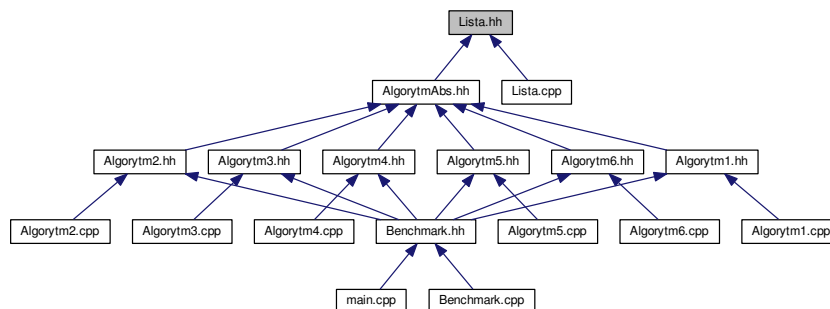 Lista.hh
AlgorytmAbs.hh
Lista.cpp
Algorytm2.hh
Algorytm3.hh
Algorytm4.hh
Algorytm5.hh
Algorytm6.hh
Algorytm1.hh
Algorytm2.cpp
Algorytm3.cpp
Algorytm4.cpp
Benchmark.hh
Algorytm5.cpp
Algorytm6.cpp
Algorytm1.cpp
main.cpp
Benchmark.cpp